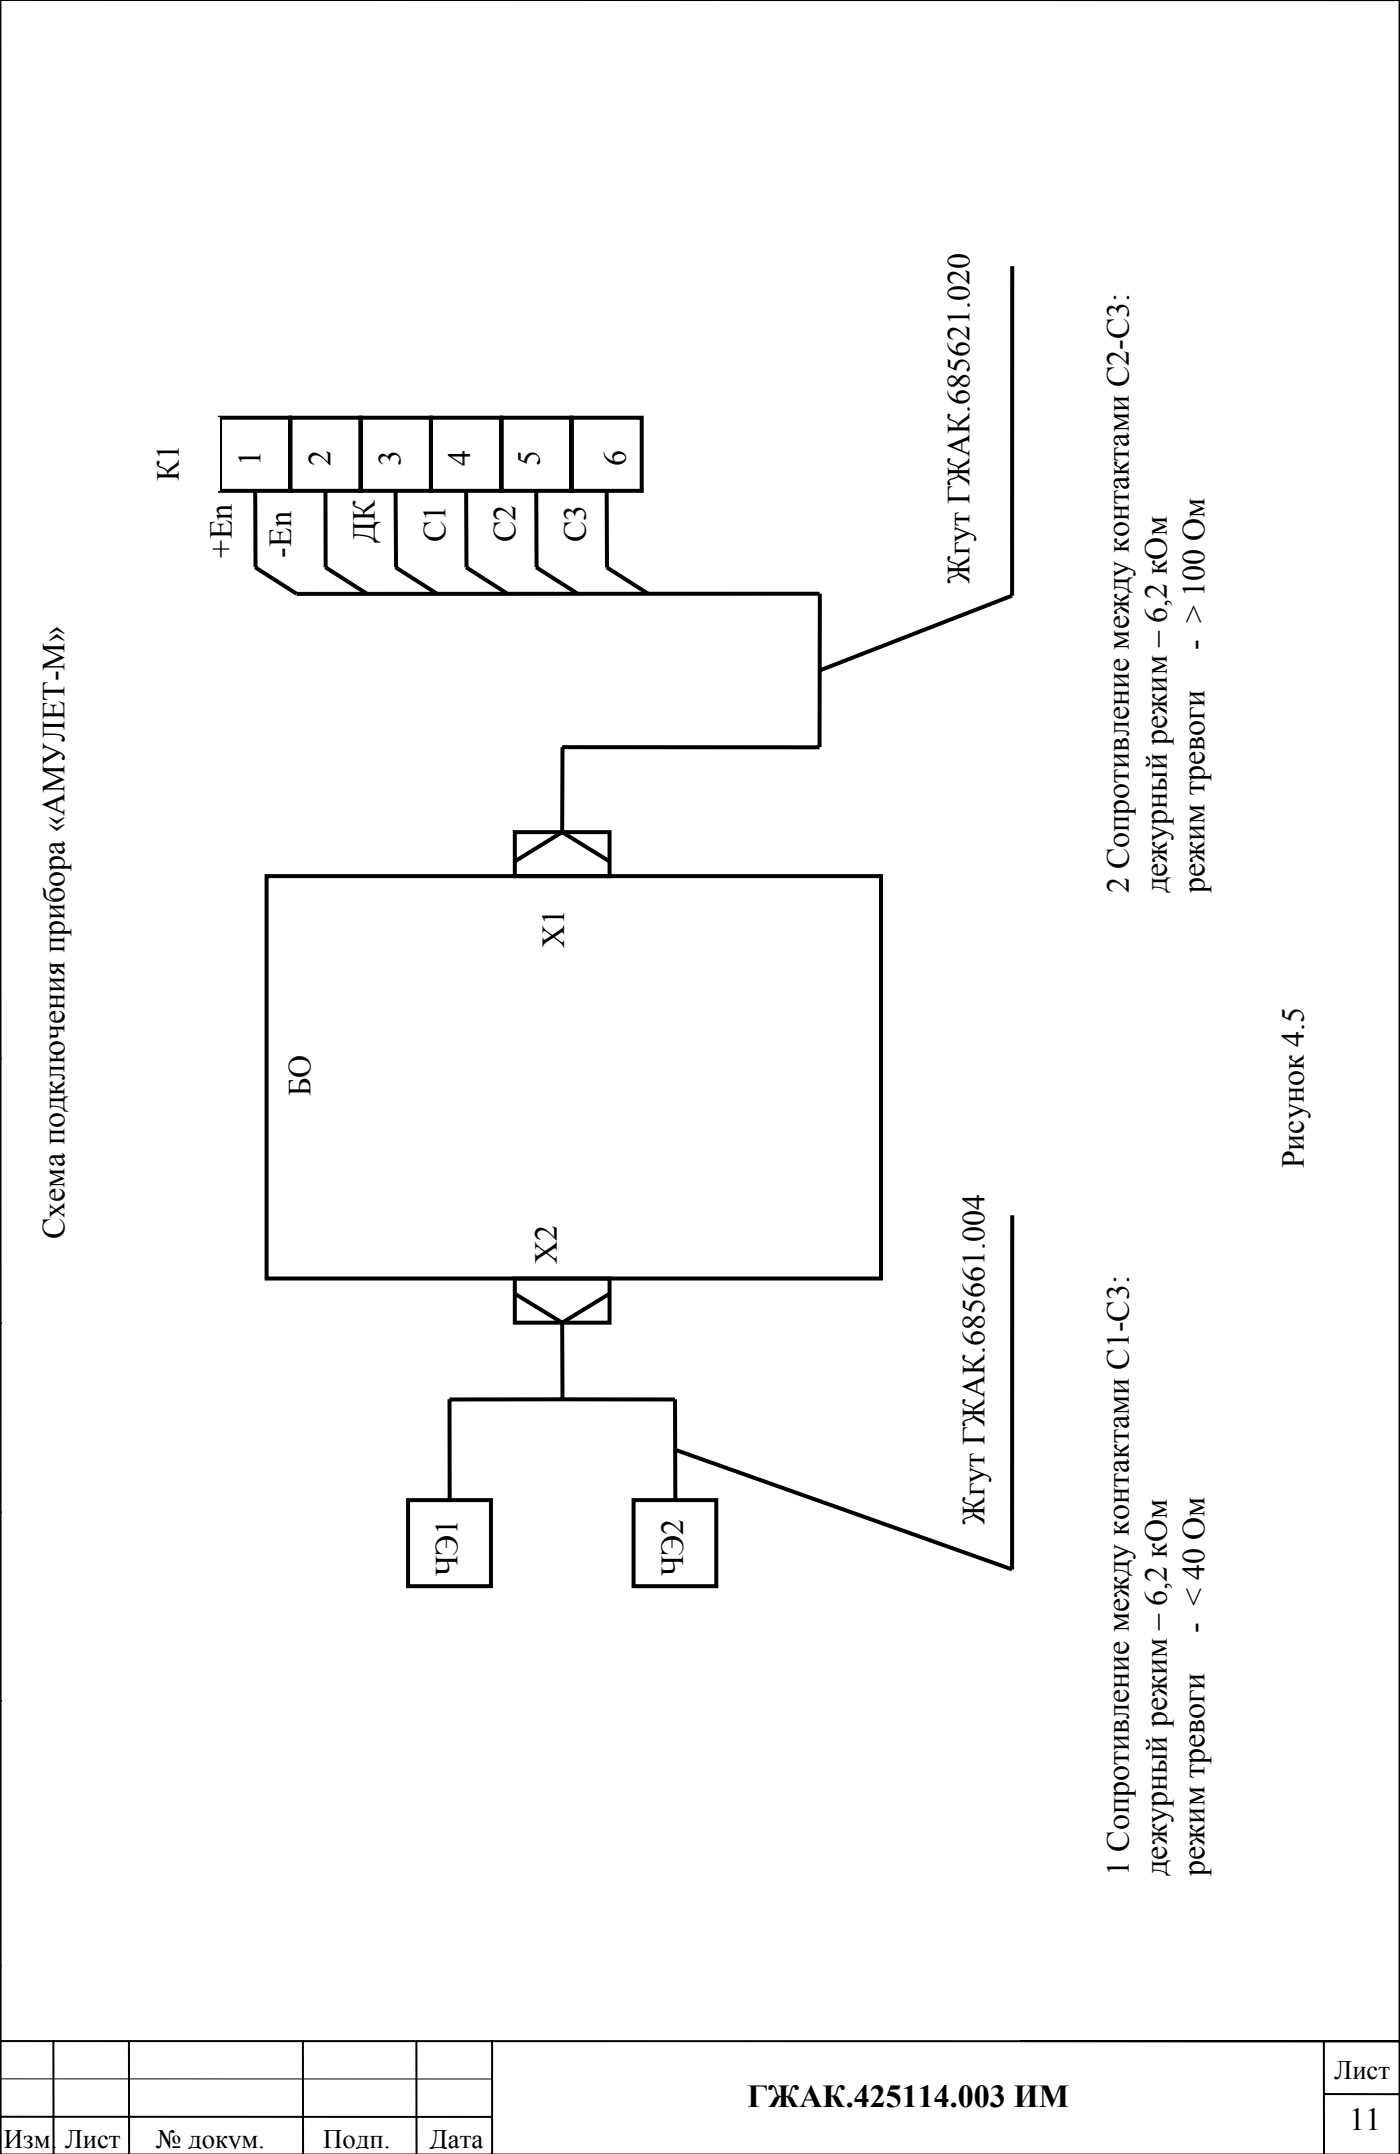 Схема подключения прибора «АМУЛЕТ-М»
К1
+Еп
1
-Еп
2
ДК
3
С1
4
С2
5
С3
6
БО
Х2
Х1
ЧЭ1
ЧЭ2
Жгут ГЖАК.685661.004
Жгут ГЖАК.685621.020
1 Сопротивление между контактами С1-С3:
дежурный режим – 6,2 кОм
режим тревоги - < 40 Ом
2 Сопротивление между контактами С2-С3:
дежурный режим – 6,2 кОм
режим тревоги - > 100 Ом
Рисунок 4.5
ГЖАК.425114.003 ИМ
Лист
11
Изм. Лист № докум. Подп. Дата